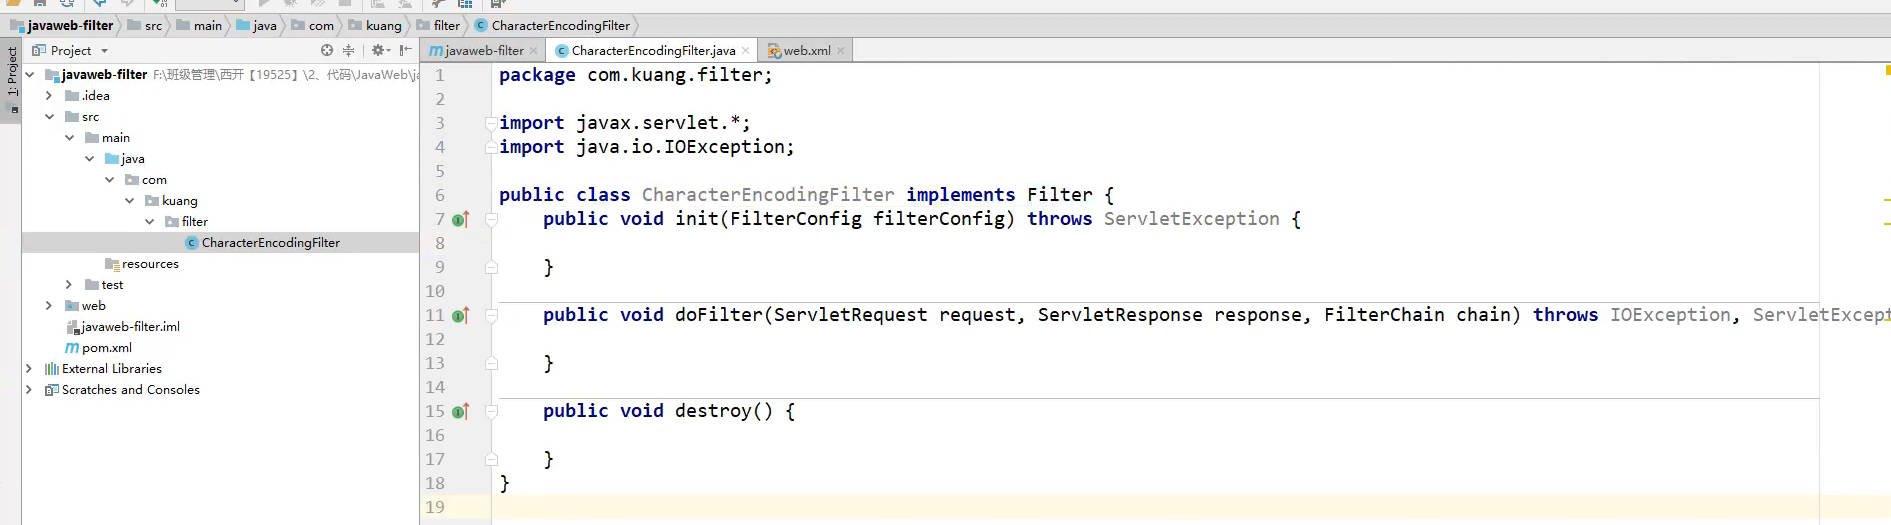 javaweb-filter src main java com kuang filter CharacterEncodingFilter
1: Project
Project
javaweb-filter F:\班级管理\西开【19525】\2、代码\JavaWeb\ja
.idea
src
main
java
com
kuang
filter
CharacterEncodingFilter
resources
test
web
javaweb-filter.iml
pom.xml
External Libraries
Scratches and Consoles
javaweb-filter CharacterEncodingFilter.java web.xml
1 package com.kuang.filter;
2
3 import javax.servlet.*;
4 import java.io.IOException;
5
6 public class CharacterEncodingFilter implements Filter {
7 public void init(FilterConfig filterConfig) throws ServletException {
8
9 }
10
11 public void doFilter(ServletRequest request, ServletResponse response, FilterChain chain) throws IOException, ServletExcept
12
13 }
14
15 public void destroy() {
16
17 }
18 }
19